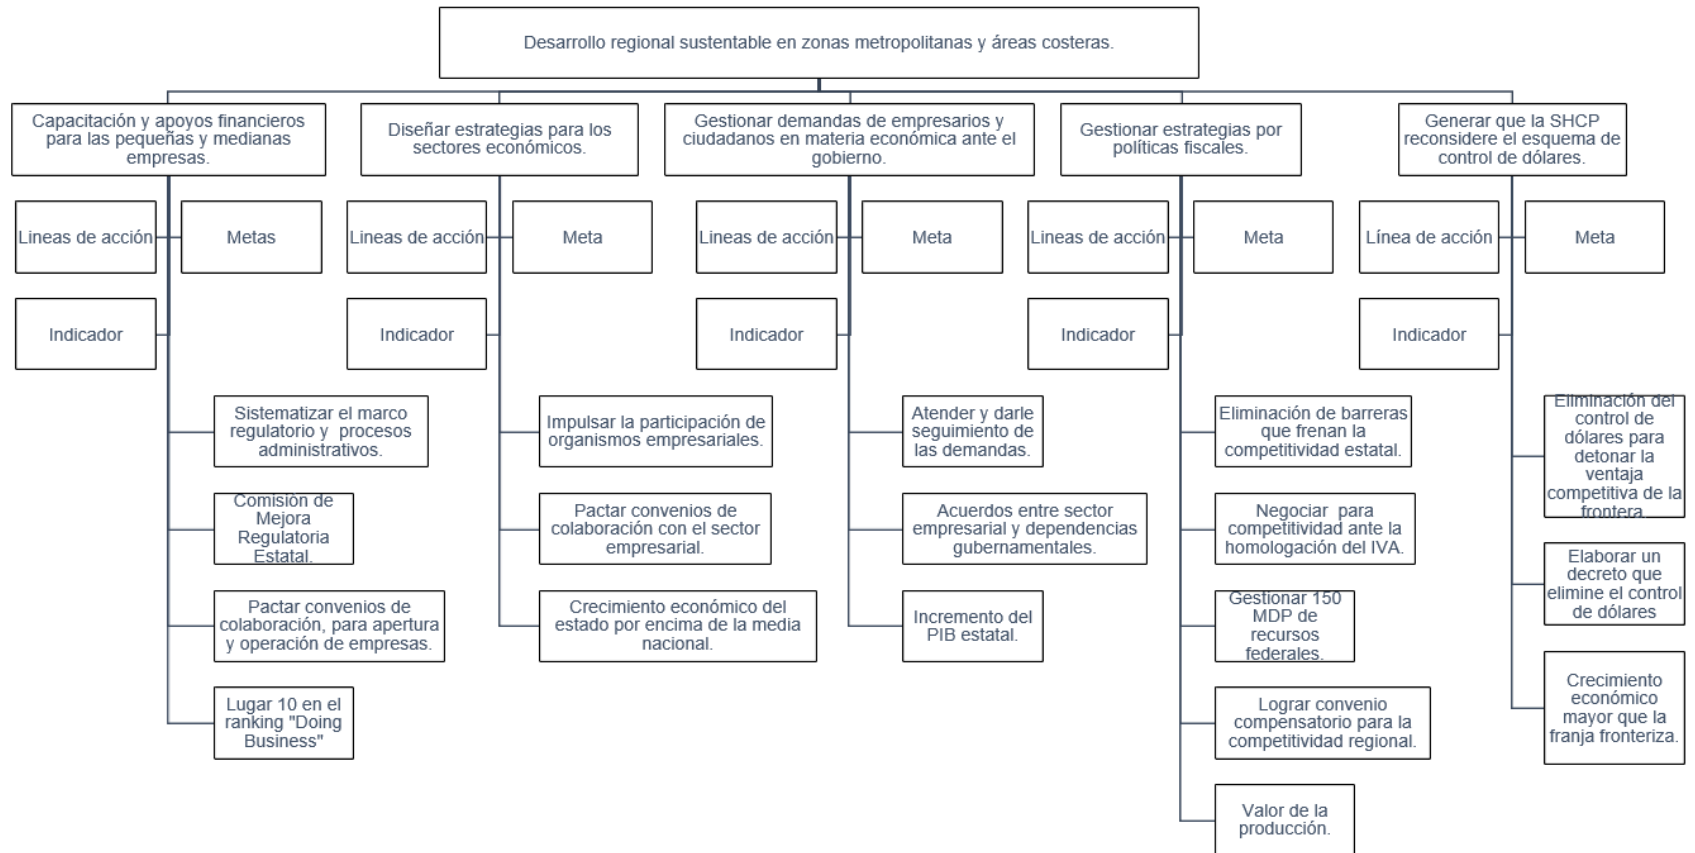 Desarrollo regional sustentable en zonas metropolitanas y áreas costeras.
Capacitación y apoyos financieros
para las pequeñas y medianas
empresas.
Diseñar estrategias para los
sectores económicos.
Gestionar demandas de empresarios y
ciudadanos en materia económica ante el
gobierno.
Gestionar estrategias por
políticas fiscales.
Generar que la SHCP
reconsidere el esquema de
control de dólares.
Lineas de acción
Metas
Lineas de acción
Meta
Lineas de acción
Meta
Lineas de acción
Meta
Línea de acción
Meta
Indicador
Indicador
Indicador
Indicador
Indicador
Sistematizar el marco
regulatorio y procesos
administrativos.
Comisión de
Mejora
Regulatoria
Estatal.
Pactar convenios de
colaboración, para apertura
y operación de empresas.
Lugar 10 en el
ranking "Doing
Business"
Impulsar la participación de
organismos empresariales.
Pactar convenios de
colaboración con el sector
empresarial.
Crecimiento económico del
estado por encima de la media
nacional.
Atender y darle
seguimiento de
las demandas.
Acuerdos entre sector
empresarial y dependencias
gubernamentales.
Incremento del
PIB estatal.
Eliminación de barreras
que frenan la
competitividad estatal.
Negociar para
competitividad ante la
homologación del IVA.
Gestionar 150
MDP de
recursos
federales.
Lograr convenio
compensatorio para la
competitividad regional.
Valor de la
producción.
Eliminación del
control de
dólares para
detonar la
ventaja
competitiva de la
frontera.
Elaborar un
decreto que
elimine el control
de dólares
Crecimiento
económico
mayor que la
franja fronteriza.